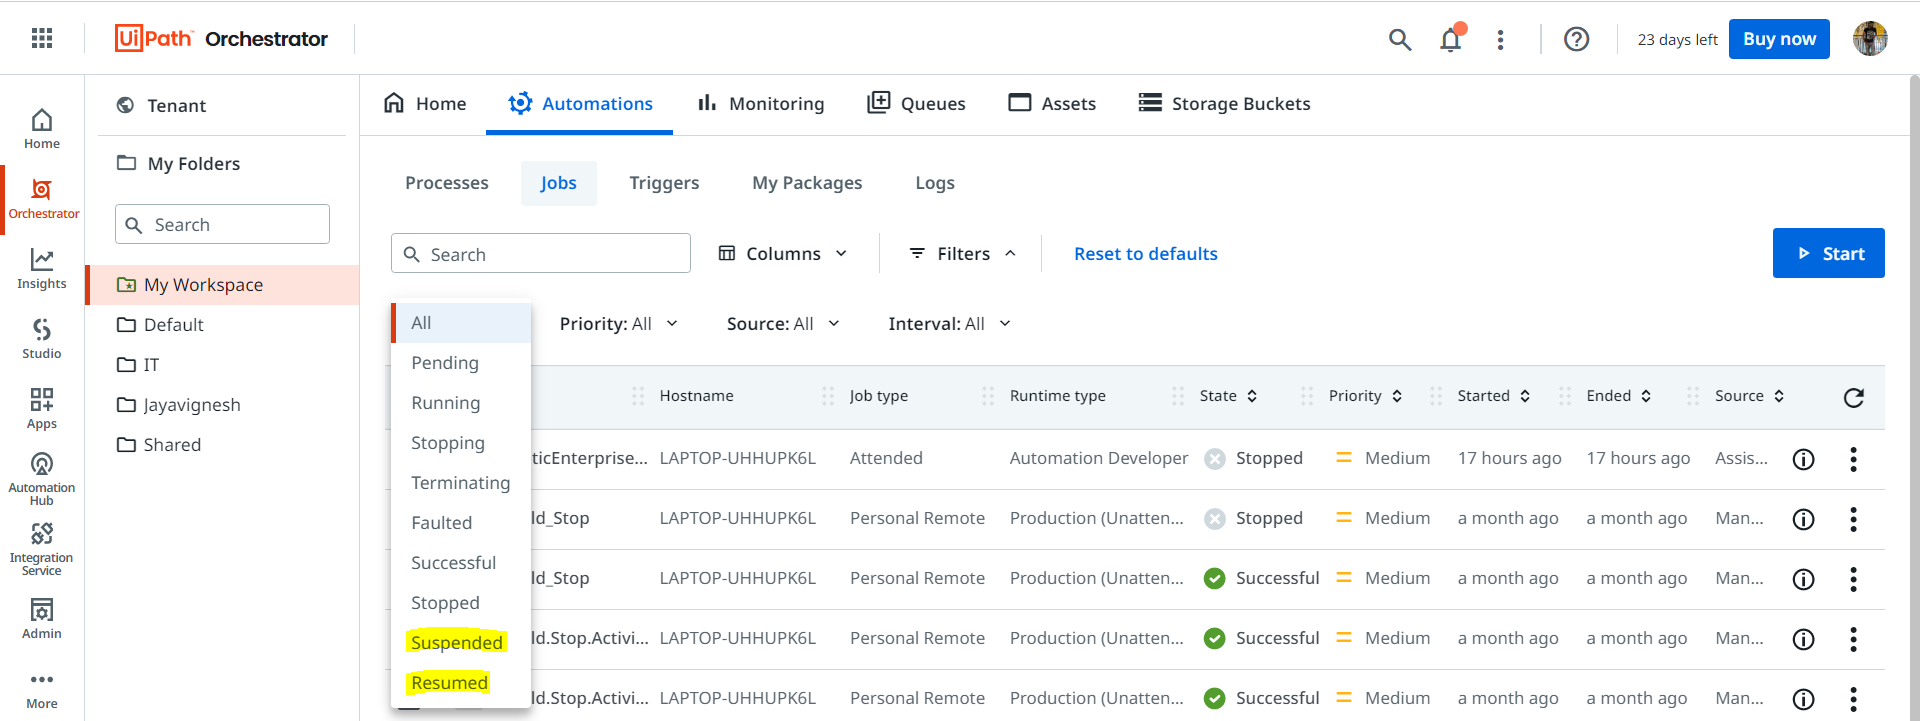 UiPath Orchestrator
23 days left
Buy now
Home
Orchestrator
Insights
Studio
Apps
Automation
Hub
Integration
Service
Admin
More
Tenant
My Folders
Search
My Workspace
Default
IT
Jayavignesh
Shared
Home Automations Monitoring Queues Assets Storage Buckets
Processes Jobs Triggers My Packages Logs
Search Columns Filters Reset to defaults Start
Priority: All Source: All Interval: All
All
Pending
Running
Stopping
Terminating
Faulted
Successful
Stopped
Suspended
Resumed
Hostname Job type Runtime type State Priority Started Ended Source
ticEnterprise... LAPTOP-UHHUPK6L Attended Automation Developer Stopped Medium 17 hours ago 17 hours ago Assis...
ld_Stop LAPTOP-UHHUPK6L Personal Remote Production (Unatten... Stopped Medium a month ago a month ago Man...
ld_Stop LAPTOP-UHHUPK6L Personal Remote Production (Unatten... Successful Medium a month ago a month ago Man...
ld.Stop.Activi... LAPTOP-UHHUPK6L Personal Remote Production (Unatten... Successful Medium a month ago a month ago Man...
ld.Stop.Activi... LAPTOP-UHHUPK6L Personal Remote Production (Unatten... Successful Medium a month ago a month ago Man...